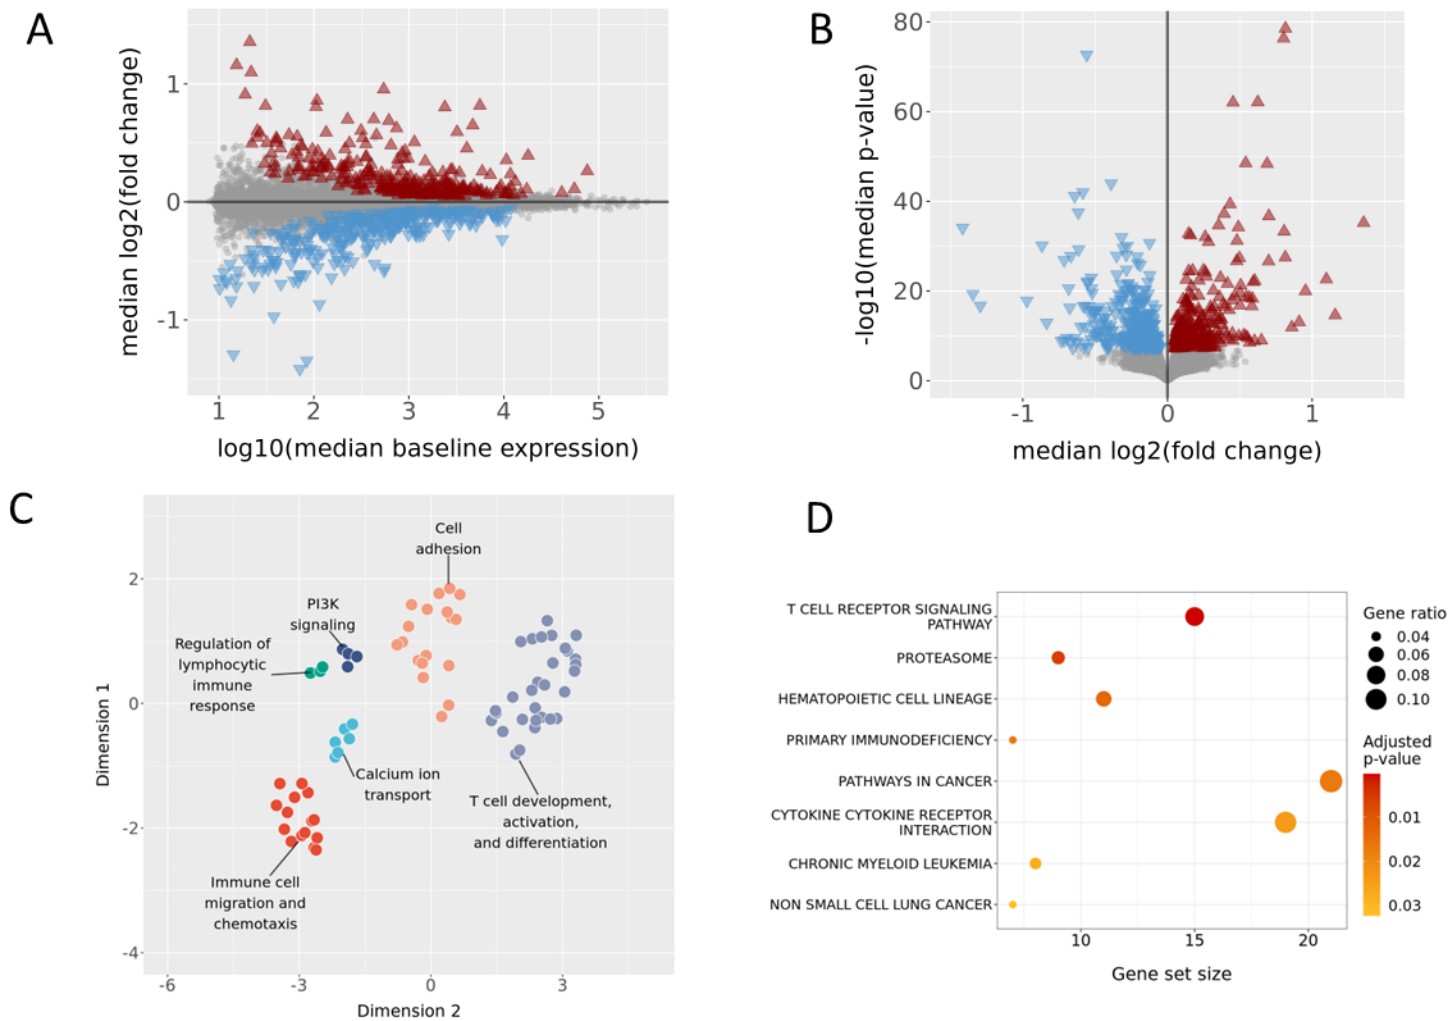 A
median log2(fold change)
1
0
-1
1 2 3 4 5
log10(median baseline expression)
B
-log10(median p-value)
80
60
40
20
0
-1 0 1
median log2(fold change)
C
Dimension 1
2
0
-2
-4
Cell
adhesion
PI3K
signaling
Regulation of
lymphocytic
immune
response
Calcium ion
transport
T cell development,
activation,
and differentiation
Immune cell
migration and
chemotaxis
-6 -3 0 3
Dimension 2
D
T CELL RECEPTOR SIGNALING
PATHWAY
PROTEASOME
HEMATOPOIETIC CELL LINEAGE
PRIMARY IMMUNODEFICIENCY
PATHWAYS IN CANCER
CYTOKINE CYTOKINE RECEPTOR
INTERACTION
CHRONIC MYELOID LEUKEMIA
NON SMALL CELL LUNG CANCER
10 15 20
Gene set size
Gene ratio
0.04
0.06
0.08
0.10
Adjusted
p-value
0.01
0.02
0.03